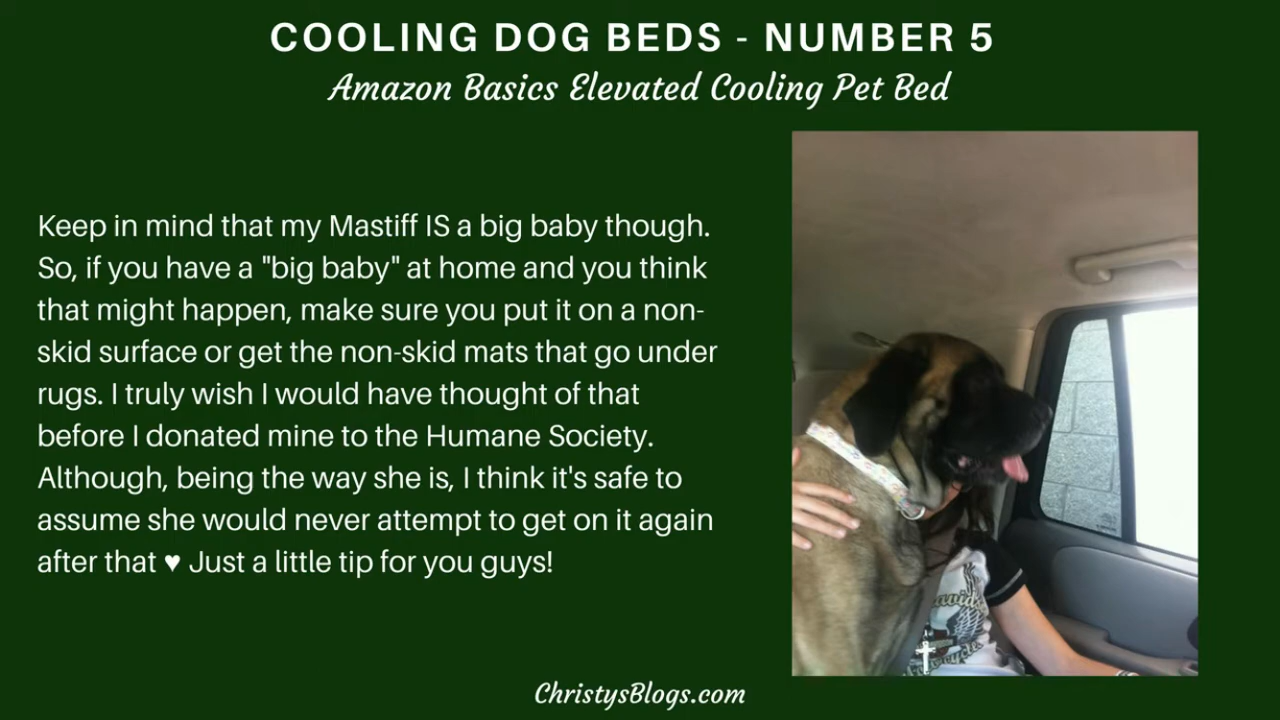 COOLING DOG BEDS - NUMBER 5
Amazon Basics Elevated Cooling Pet Bed
Keep in mind that my Mastiff IS a big baby though.
So, if you have a "big baby" at home and you think
that might happen, make sure you put it on a non-
skid surface or get the non-skid mats that go under
rugs. I truly wish I would have thought of that
before I donated mine to the Humane Society.
Although, being the way she is, I think it's safe to
assume she would never attempt to get on it again
after that ♥ Just a little tip for you guys!
ChristysBlogs.com